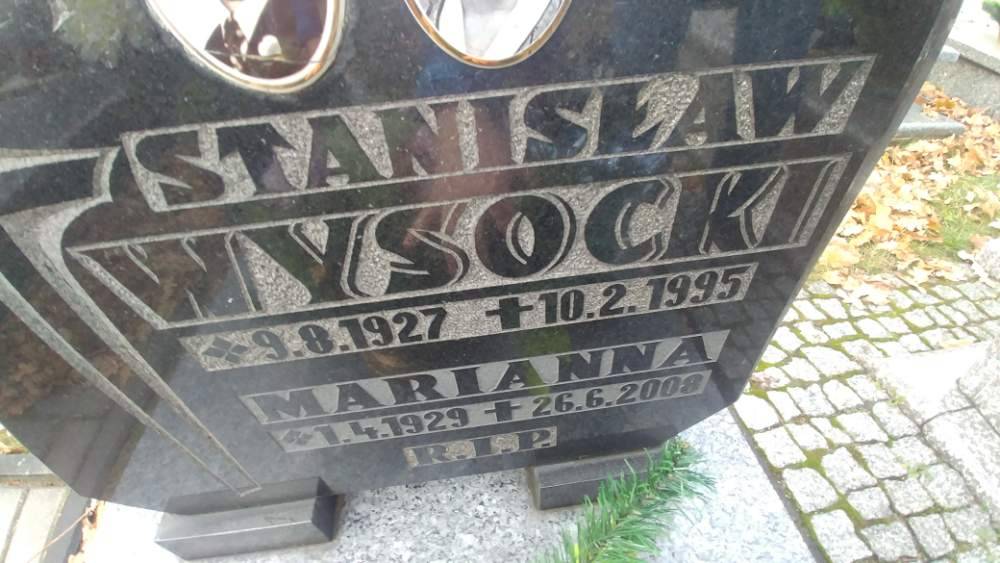 STANISŁAW
WYSOCKI
❖9.8.1927 ✝10.2.1995
MARIANNA
❖1.4.1929 ✝26.6.2008
R.I.P.